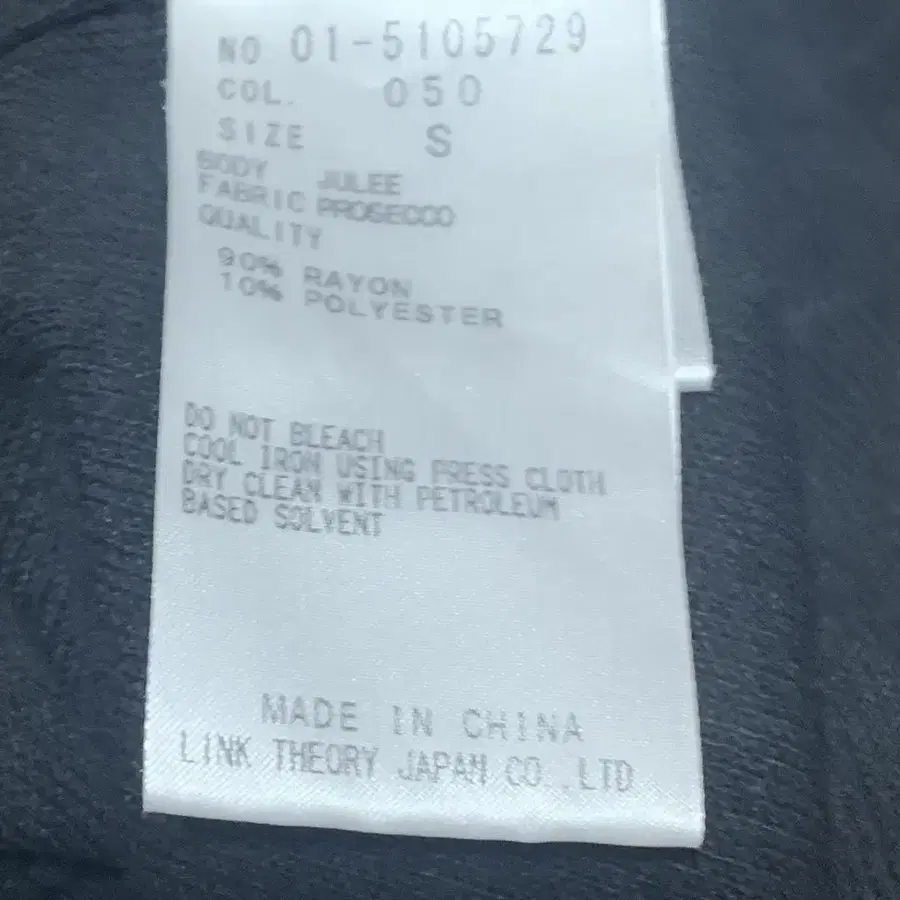 NO 01-5105729
COL. 050
SIZE S
BODY JULEE
FABRIC PROSECCO
QUALITY
90% RAYON
10% POLYESTER
DO NOT BLEACH
COOL IRON USING PRESS CLOTH
DRY CLEAN WITH PETROLEUM
BASED SOLVENT
MADE IN CHINA
LINK THEORY JAPAN CO.,LTD